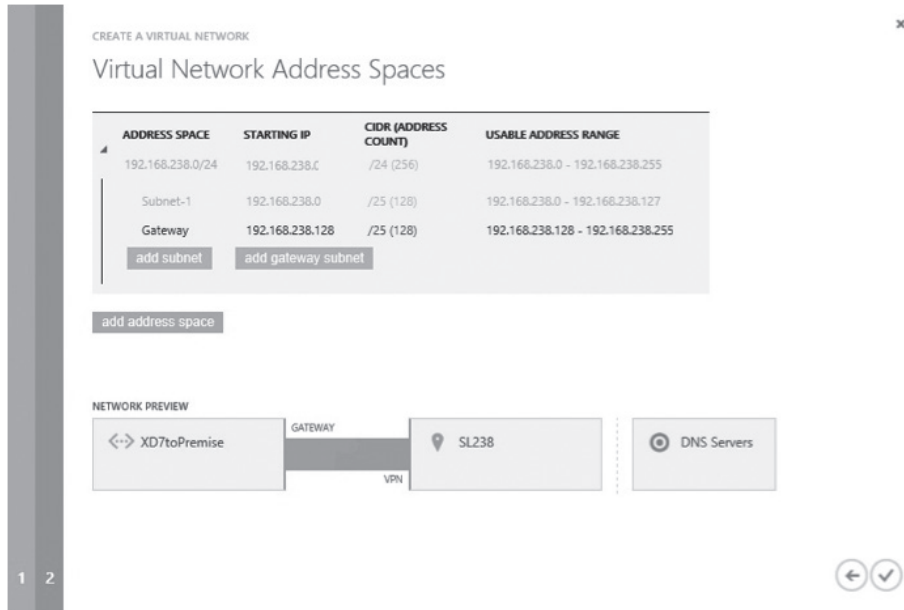 CREATE A VIRTUAL NETWORK
Virtual Network Address Spaces
ADDRESS SPACE STARTING IP CIDR (ADDRESS COUNT) USABLE ADDRESS RANGE
192.168.238.0/24 192.168.238.0 /24 (256) 192.168.238.0 - 192.168.238.255
Subnet-1 192.168.238.0 /25 (128) 192.168.238.0 - 192.168.238.127
Gateway 192.168.238.128 /25 (128) 192.168.238.128 - 192.168.238.255
add subnet add gateway subnet
add address space
NETWORK PREVIEW
XD7toPremise GATEWAY VPN SL238 DNS Servers
1 2